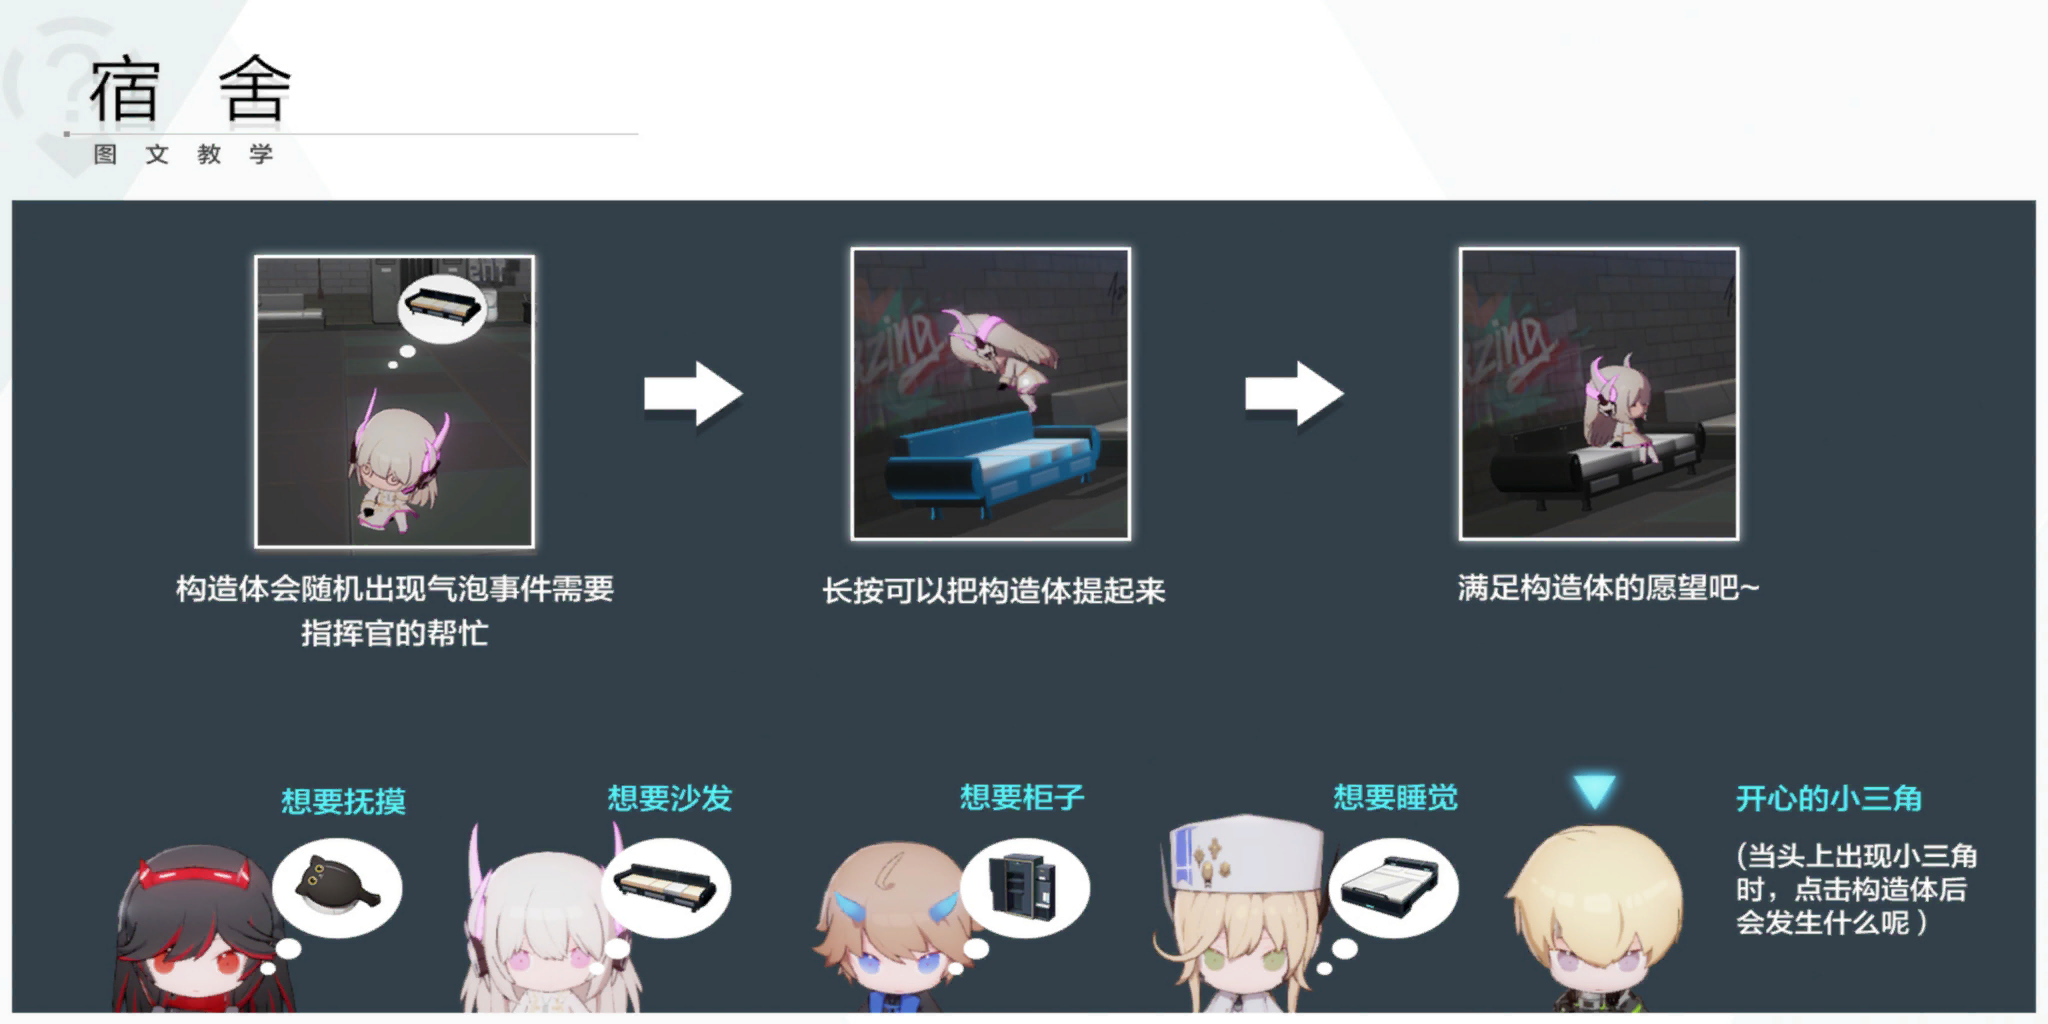 宿舍
图文教学
构造体会随机出现气泡事件需要
指挥官的帮忙
长按可以把构造体提起来
满足构造体的愿望吧~
想要抚摸
想要沙发
想要柜子
想要睡觉
开心的小三角
(当头上出现小三角
时，点击构造体后
会发生什么呢）